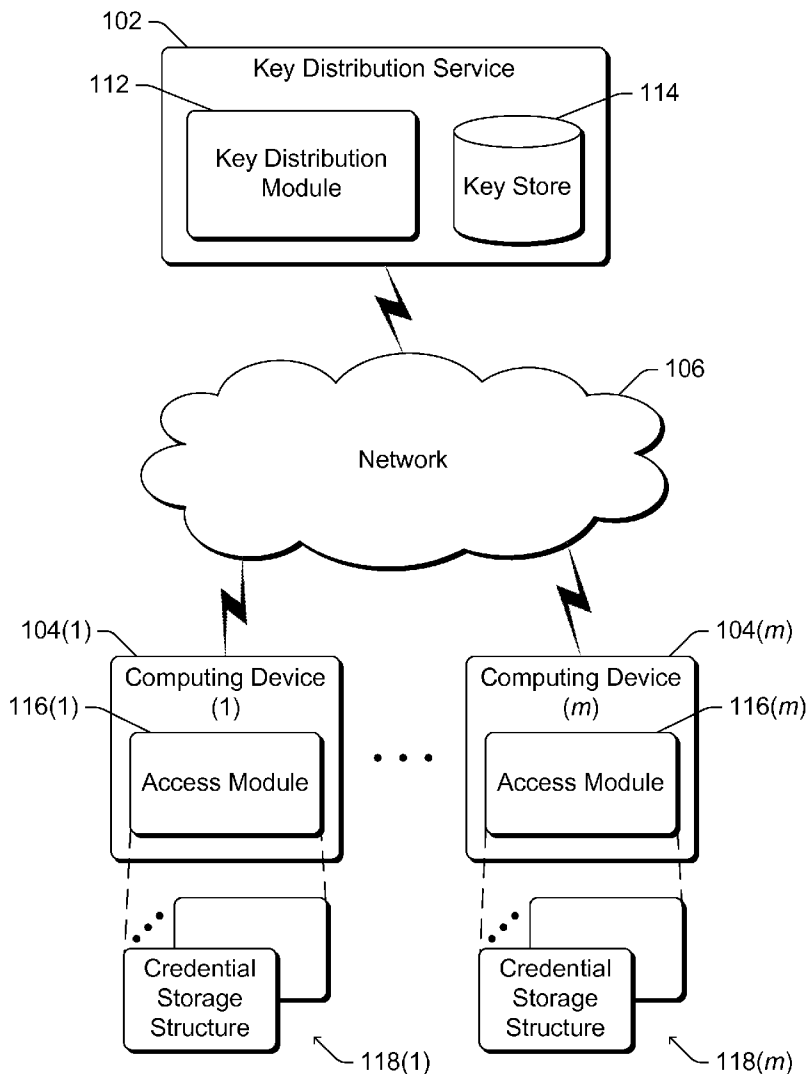 102
Key Distribution Service
112
114
Key Distribution
Module
Key Store
106
Network
104(1)
104(m)
Computing Device
(1)
Computing Device
(m)
116(1)
116(m)
Access Module
Access Module
Credential
Storage
Structure
Credential
Storage
Structure
118(1)
118(m)